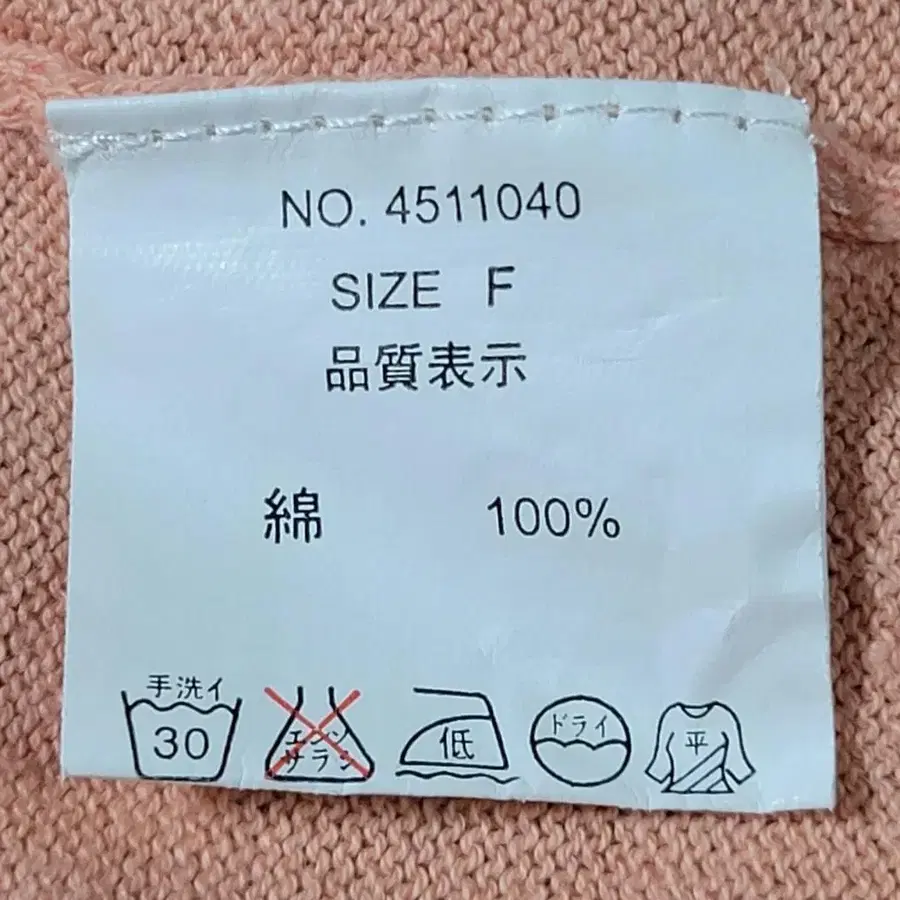 NO. 4511040
SIZE F
品質表示
綿 100%
手洗イ
30
エンソ
サラシ
低
ドライ
平